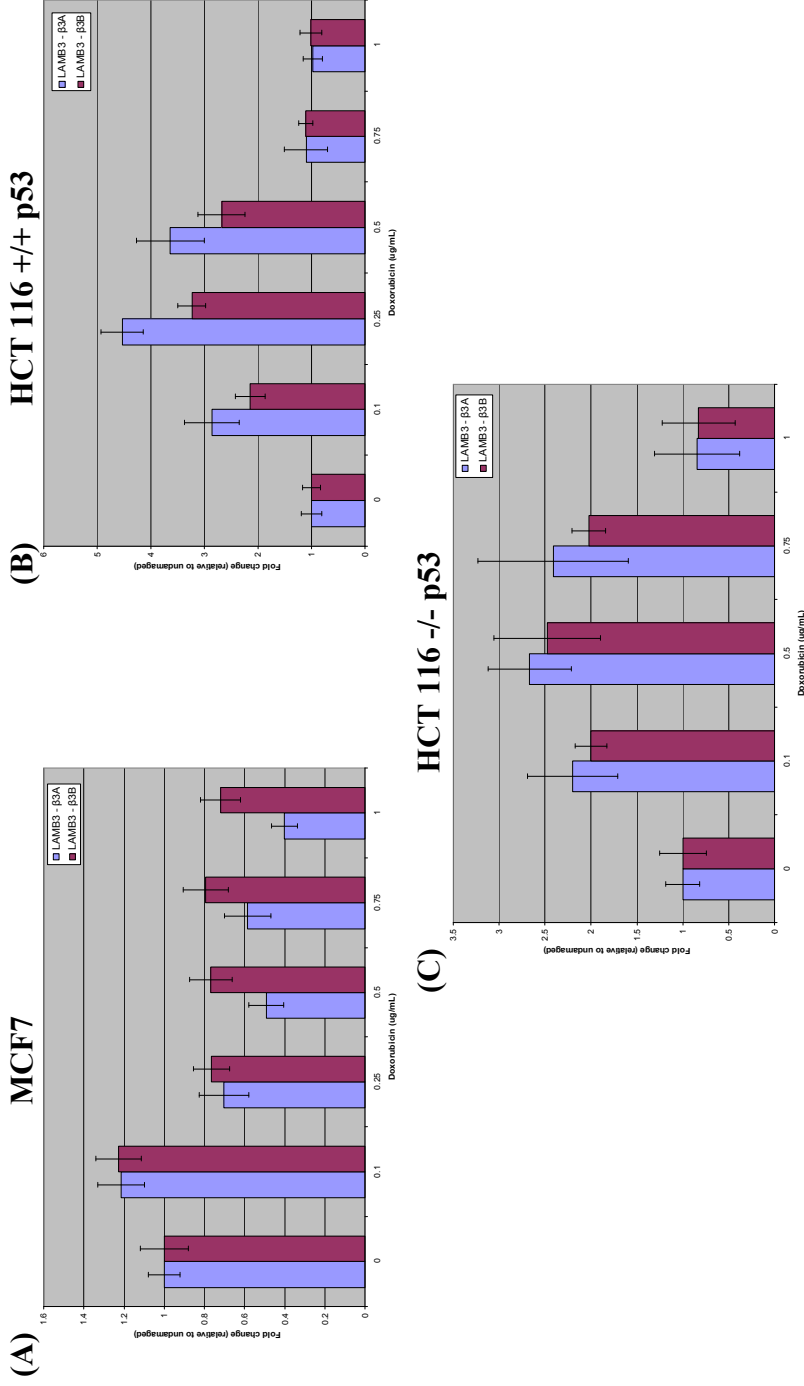 (A)
MCF7
Fold change (relative to undamaged)
1.6
1.4
1.2
1
0.8
0.6
0.4
0.2
0
0
0.1
0.25
0.5
0.75
1
Doxorubicin (ug/mL)
LAMB3 - β3A
LAMB3 - β3B
(B)
HCT 116 +/+ p53
Fold change (relative to undamaged)
6
5
4
3
2
1
0
0
0.1
0.25
0.5
0.75
1
Doxorubicin (ug/mL)
LAMB3 - β3A
LAMB3 - β3B
(C)
HCT 116 -/- p53
Fold change (relative to undamaged)
3.5
3
2.5
2
1.5
1
0.5
0
0
0.1
0.5
0.75
1
Doxorubicin (ug/mL)
LAMB3 - β3A
LAMB3 - β3B